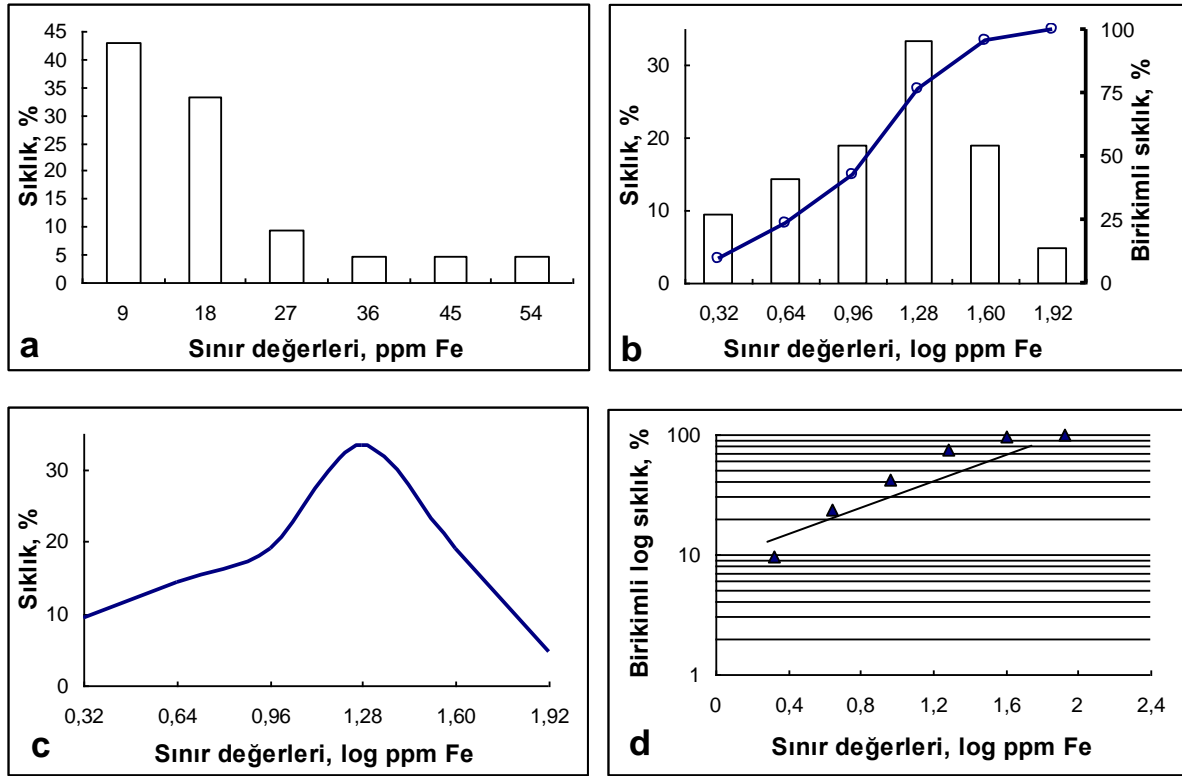 45
40
35
30
25
20
15
10
5
0
Sıklık, %
9 18 27 36 45 54
Sınır değerleri, ppm Fe
a
30
20
10
0
Sıklık, %
100
75
50
25
0
Birikimli sıklık, %
0,32 0,64 0,96 1,28 1,60 1,92
Sınır değerleri, log ppm Fe
b
30
20
10
0
Sıklık, %
0,32 0,64 0,96 1,28 1,60 1,92
Sınır değerleri, log ppm Fe
c
100
10
1
Birikimli log sıklık, %
0 0,4 0,8 1,2 1,6 2 2,4
Sınır değerleri, log ppm Fe
d